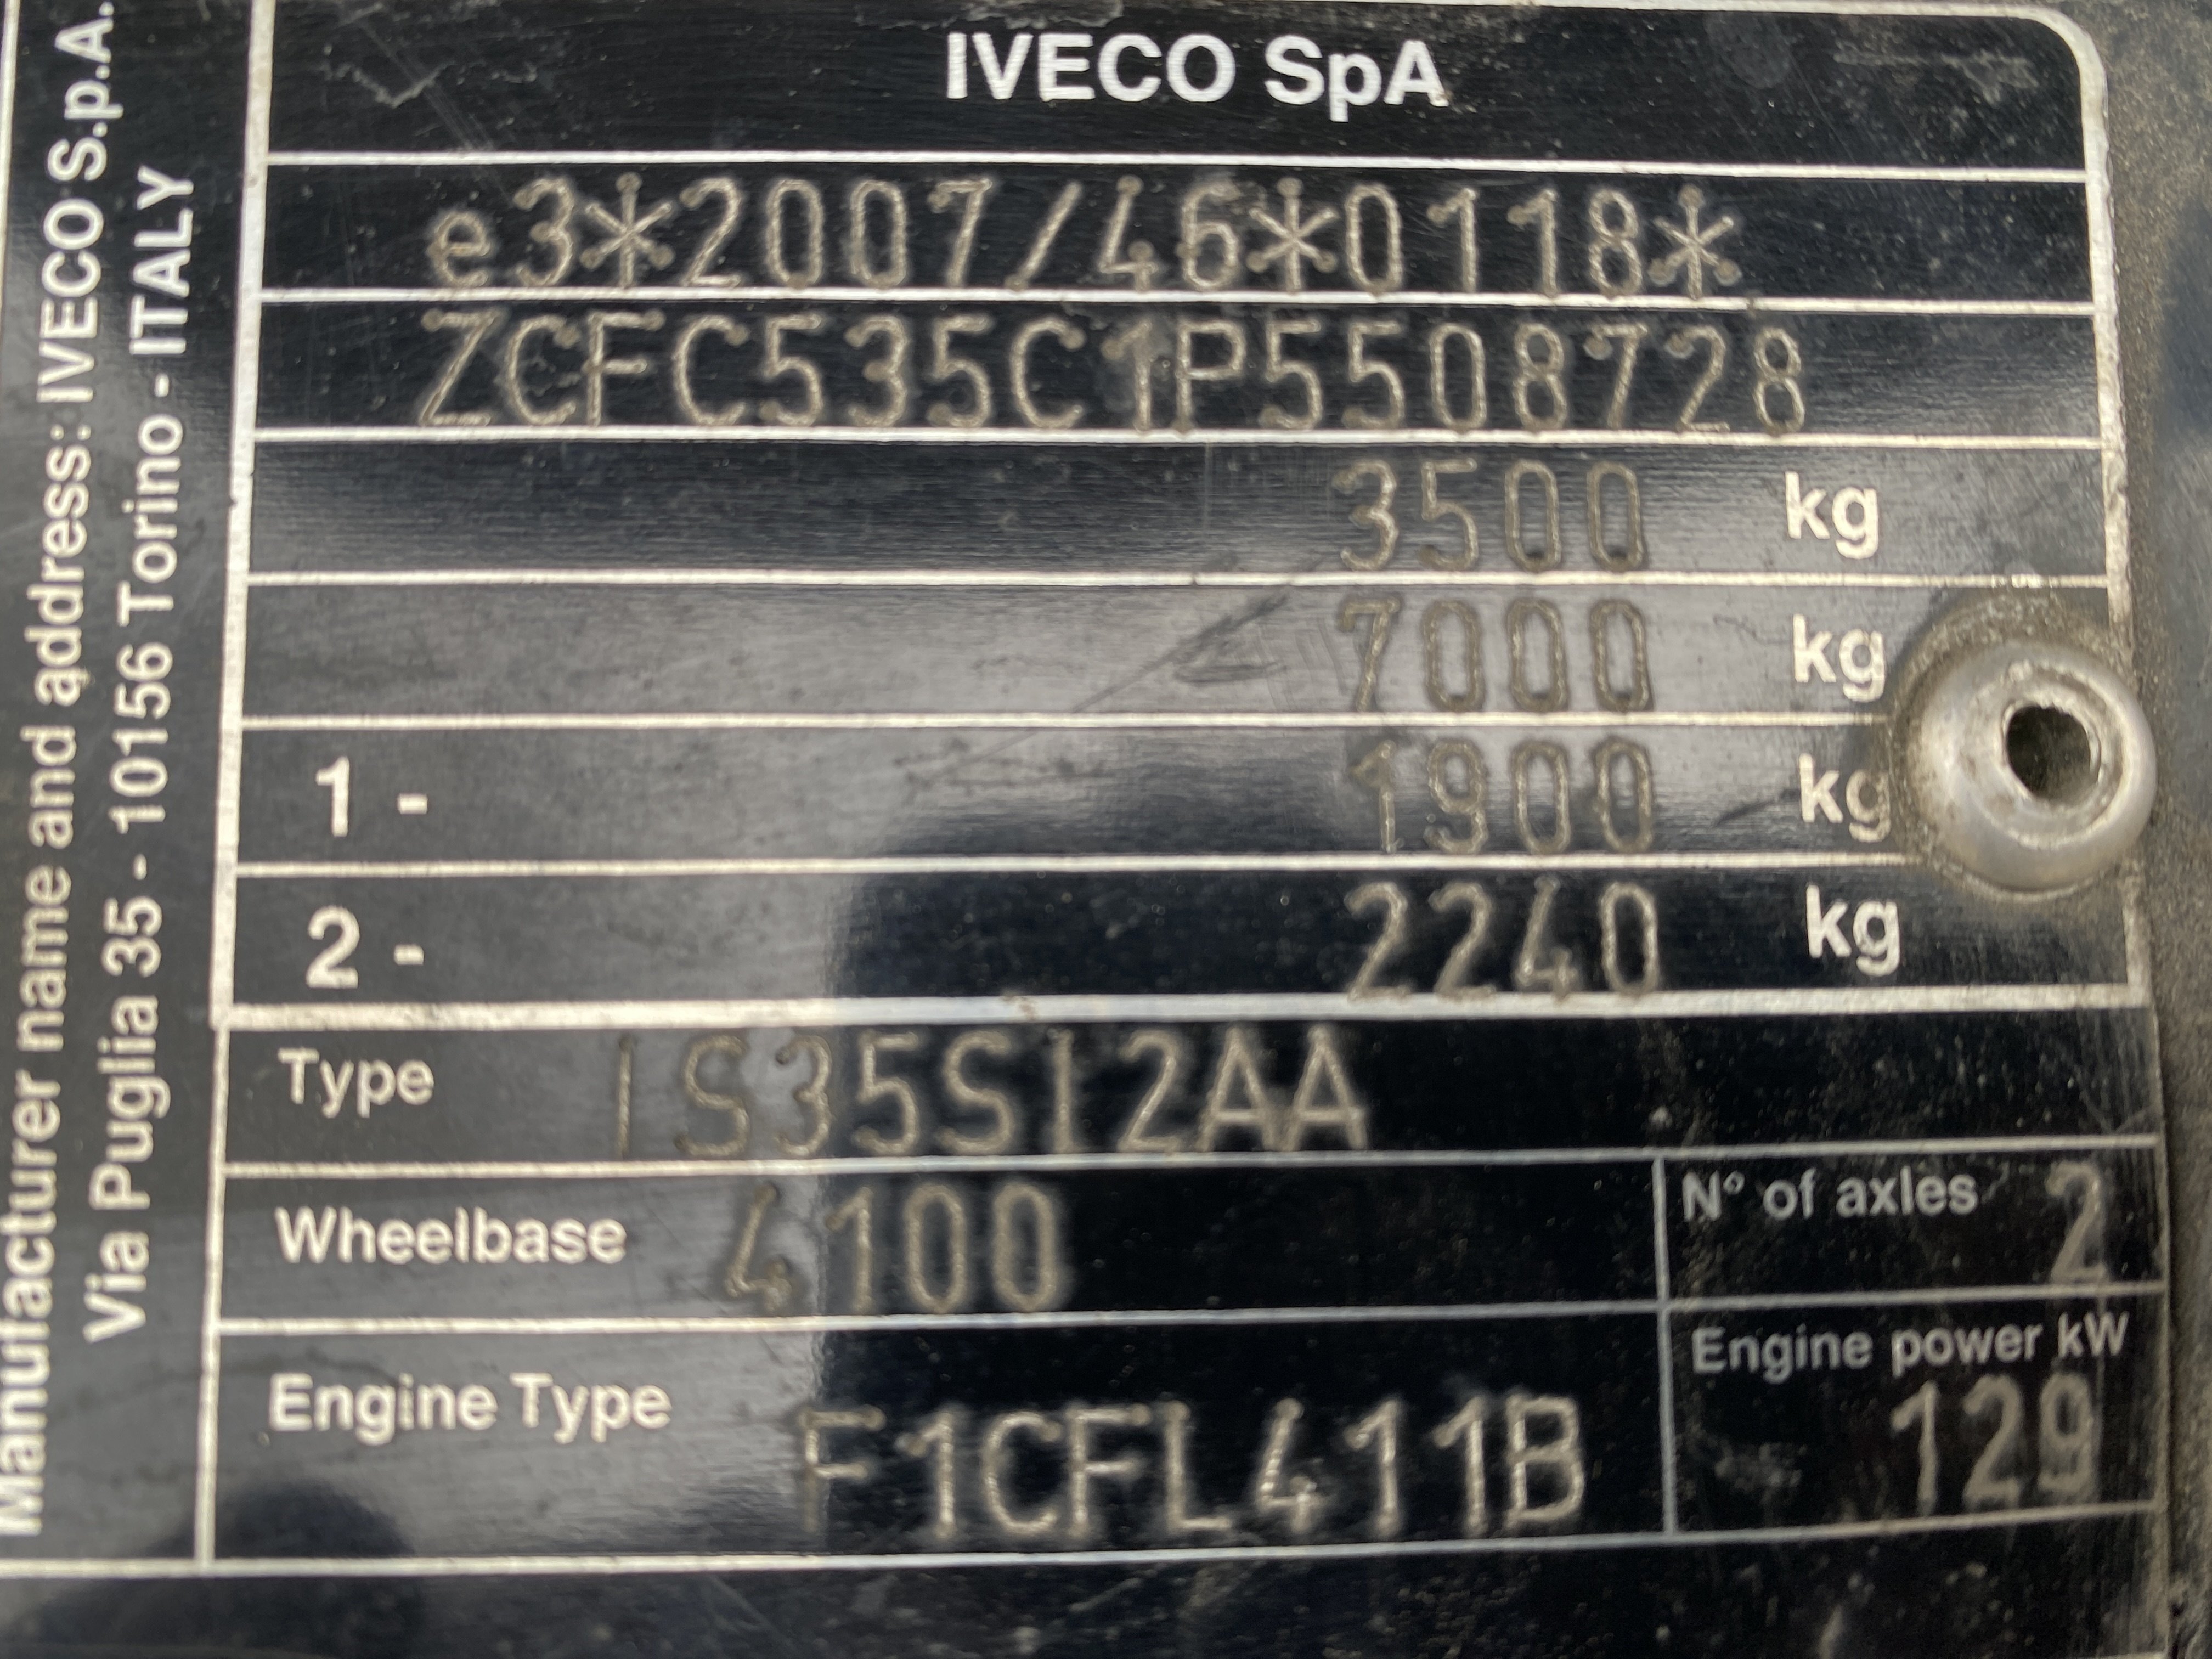 Manufacturer name and address: IVECO S.p.A.
Via Puglia 35 - 10156 Torino - ITALY
IVECO SpA
e3*2007/46*0118*
ZCFC535C1P5508728
3500 kg
7000 kg
1 - 1900 kg
2 - 2240 kg
Type IS35SI2AA
Wheelbase 4100
N° of axles 2
Engine Type F1CFL411B
Engine power kW
129